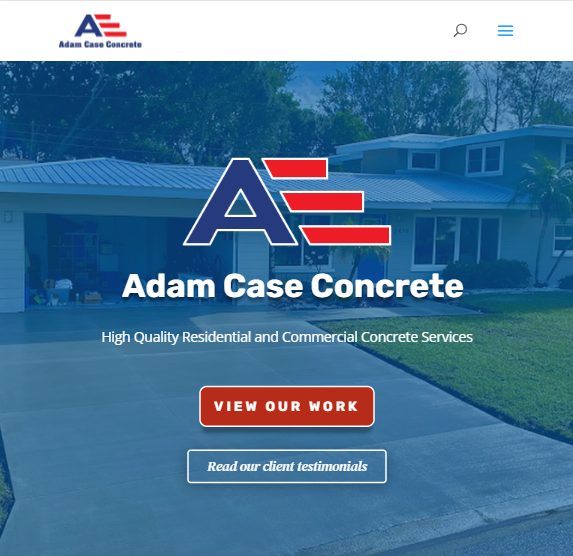 Adam Case Concrete
Adam Case Concrete
High Quality Residential and Commercial Concrete Services
VIEW OUR WORK
Read our client testimonials